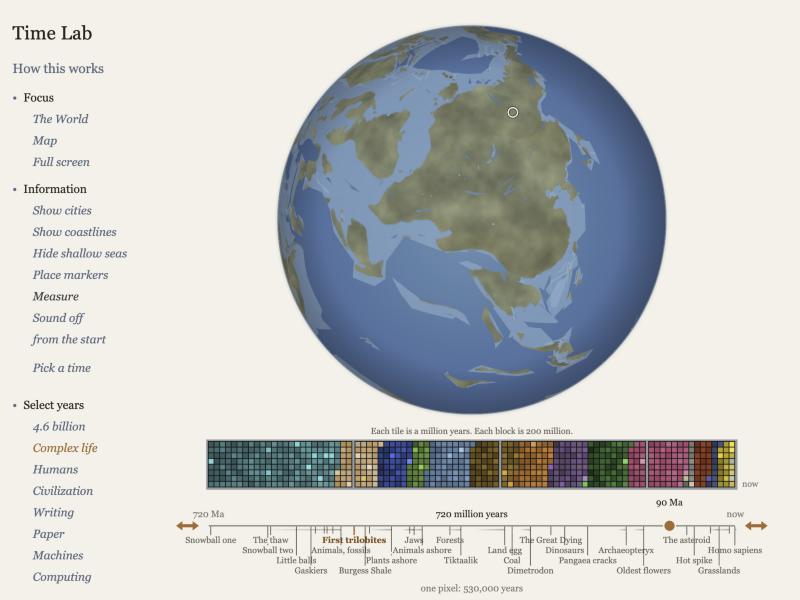 Time Lab
How this works
• Focus
The World
Map
Full screen
• Information
Show cities
Show coastlines
Hide shallow seas
Place markers
Measure
Sound off
from the start
Pick a time
• Select years
4.6 billion
Complex life
Humans
Civilization
Writing
Paper
Machines
Computing
Each tile is a million years. Each block is 200 million.
now
90 Ma
720 Ma 720 million years now
Snowball one The thaw First trilobites Jaws Forests The Great Dying The asteroid
Snowball two Animals, fossils Animals ashore Land egg Dinosaurs Archaeopteryx Homo sapiens
Little balls Plants ashore Tiktaalik Coal Pangaea cracks Hot spike
Gaskiers Burgess Shale Dimetrodon Oldest flowers Grasslands
one pixel: 530,000 years